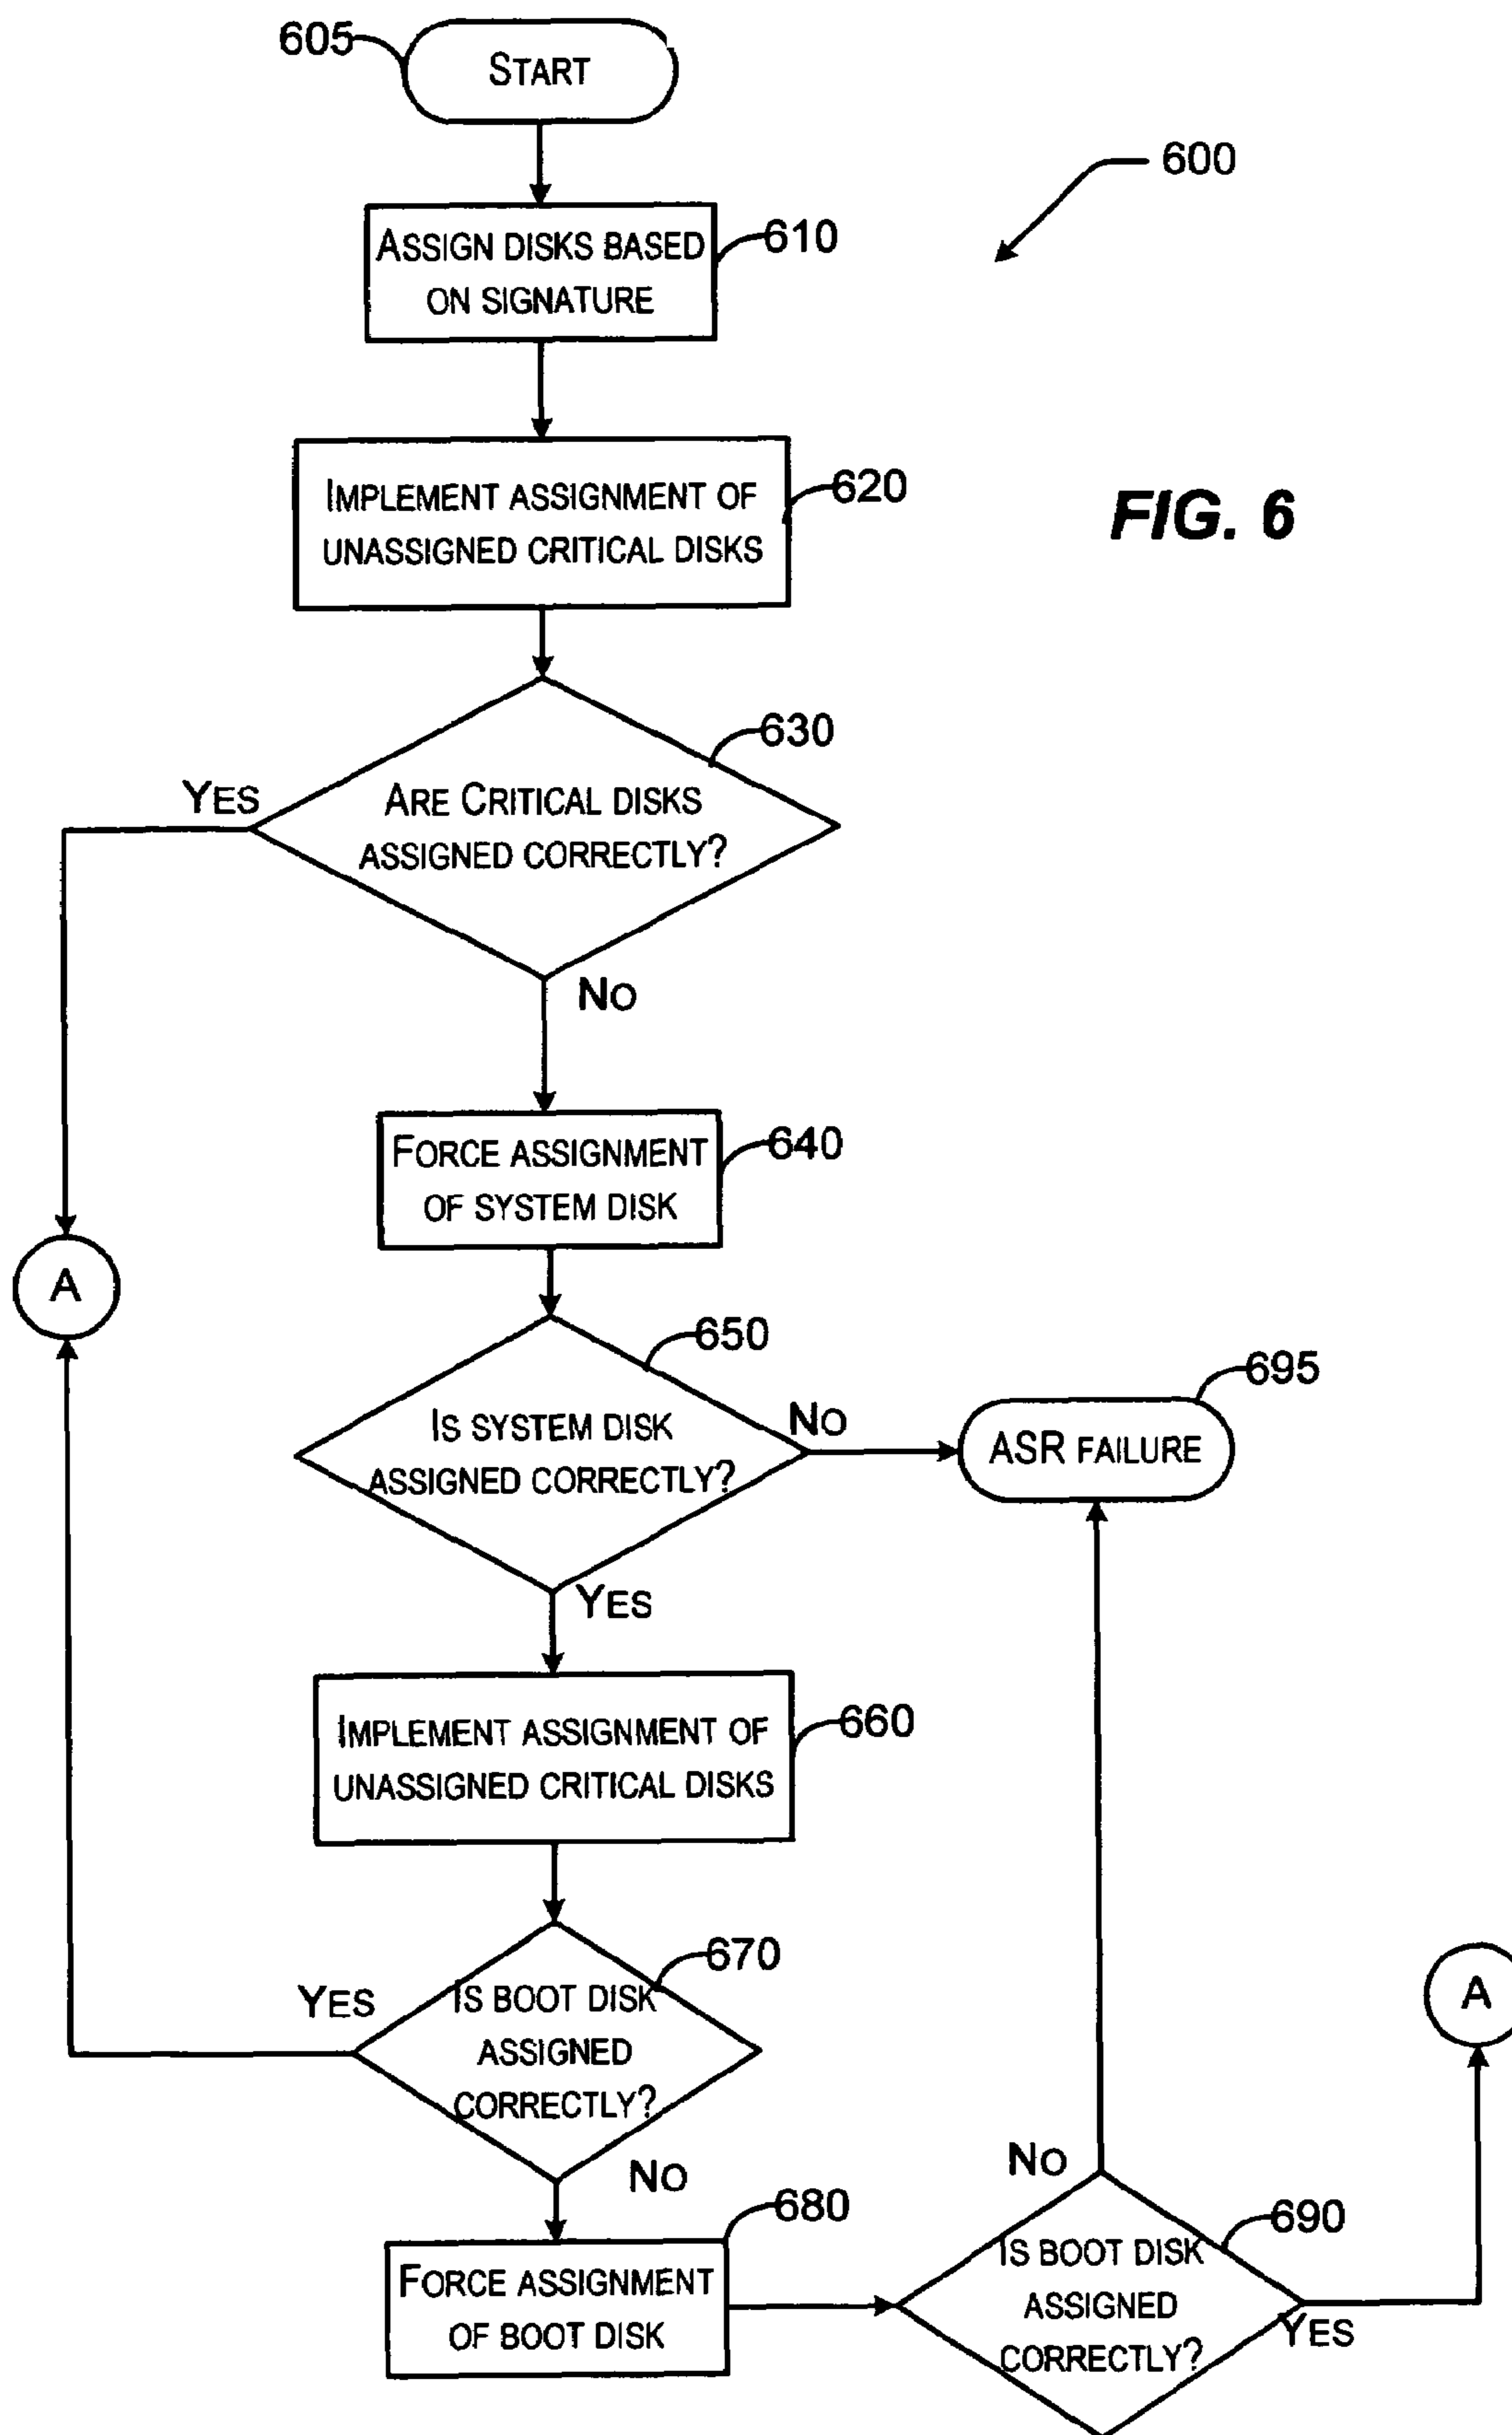 605
START
600
ASSIGN DISKS BASED
ON SIGNATURE
610
IMPLEMENT ASSIGNMENT OF
UNASSIGNED CRITICAL DISKS
620
FIG. 6
630
YES
ARE CRITICAL DISKS
ASSIGNED CORRECTLY?
NO
FORCE ASSIGNMENT
OF SYSTEM DISK
640
A
650
IS SYSTEM DISK
ASSIGNED CORRECTLY?
NO
695
ASR FAILURE
YES
IMPLEMENT ASSIGNMENT OF
UNASSIGNED CRITICAL DISKS
660
670
YES
IS BOOT DISK
ASSIGNED
CORRECTLY?
A
NO
NO
680
FORCE ASSIGNMENT
OF BOOT DISK
690
IS BOOT DISK
ASSIGNED
CORRECTLY?
YES